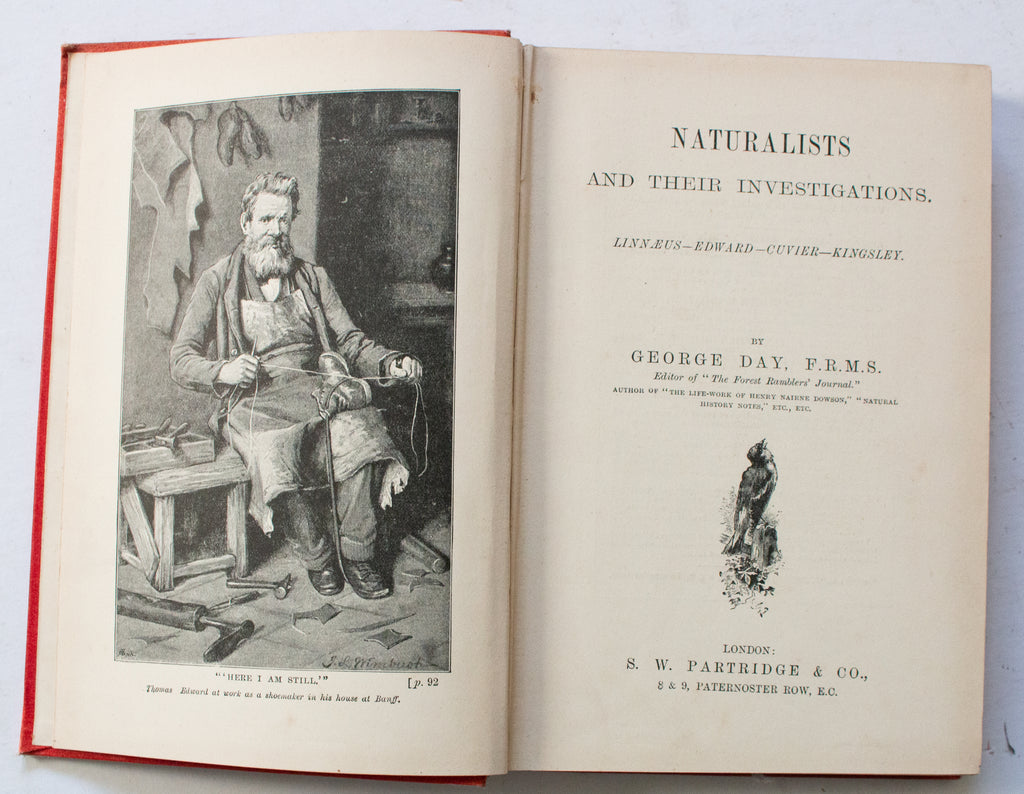 "'HERE I AM STILL.'"
[p. 92
Thomas Edward at work as a shoemaker in his house at Banff.
NATURALISTS
AND THEIR INVESTIGATIONS.
LINNÆUS—EDWARD—CUVIER—KINGSLEY.
BY
GEORGE DAY, F.R.M.S.
Editor of "The Forest Ramblers' Journal."
AUTHOR OF "THE LIFE-WORK OF HENRY NAIENE DOWSON," "NATURAL
HISTORY NOTES," ETC., ETC.
LONDON:
S. W. PARTRIDGE & CO.,
8 & 9, PATERNOSTER ROW, E.C.